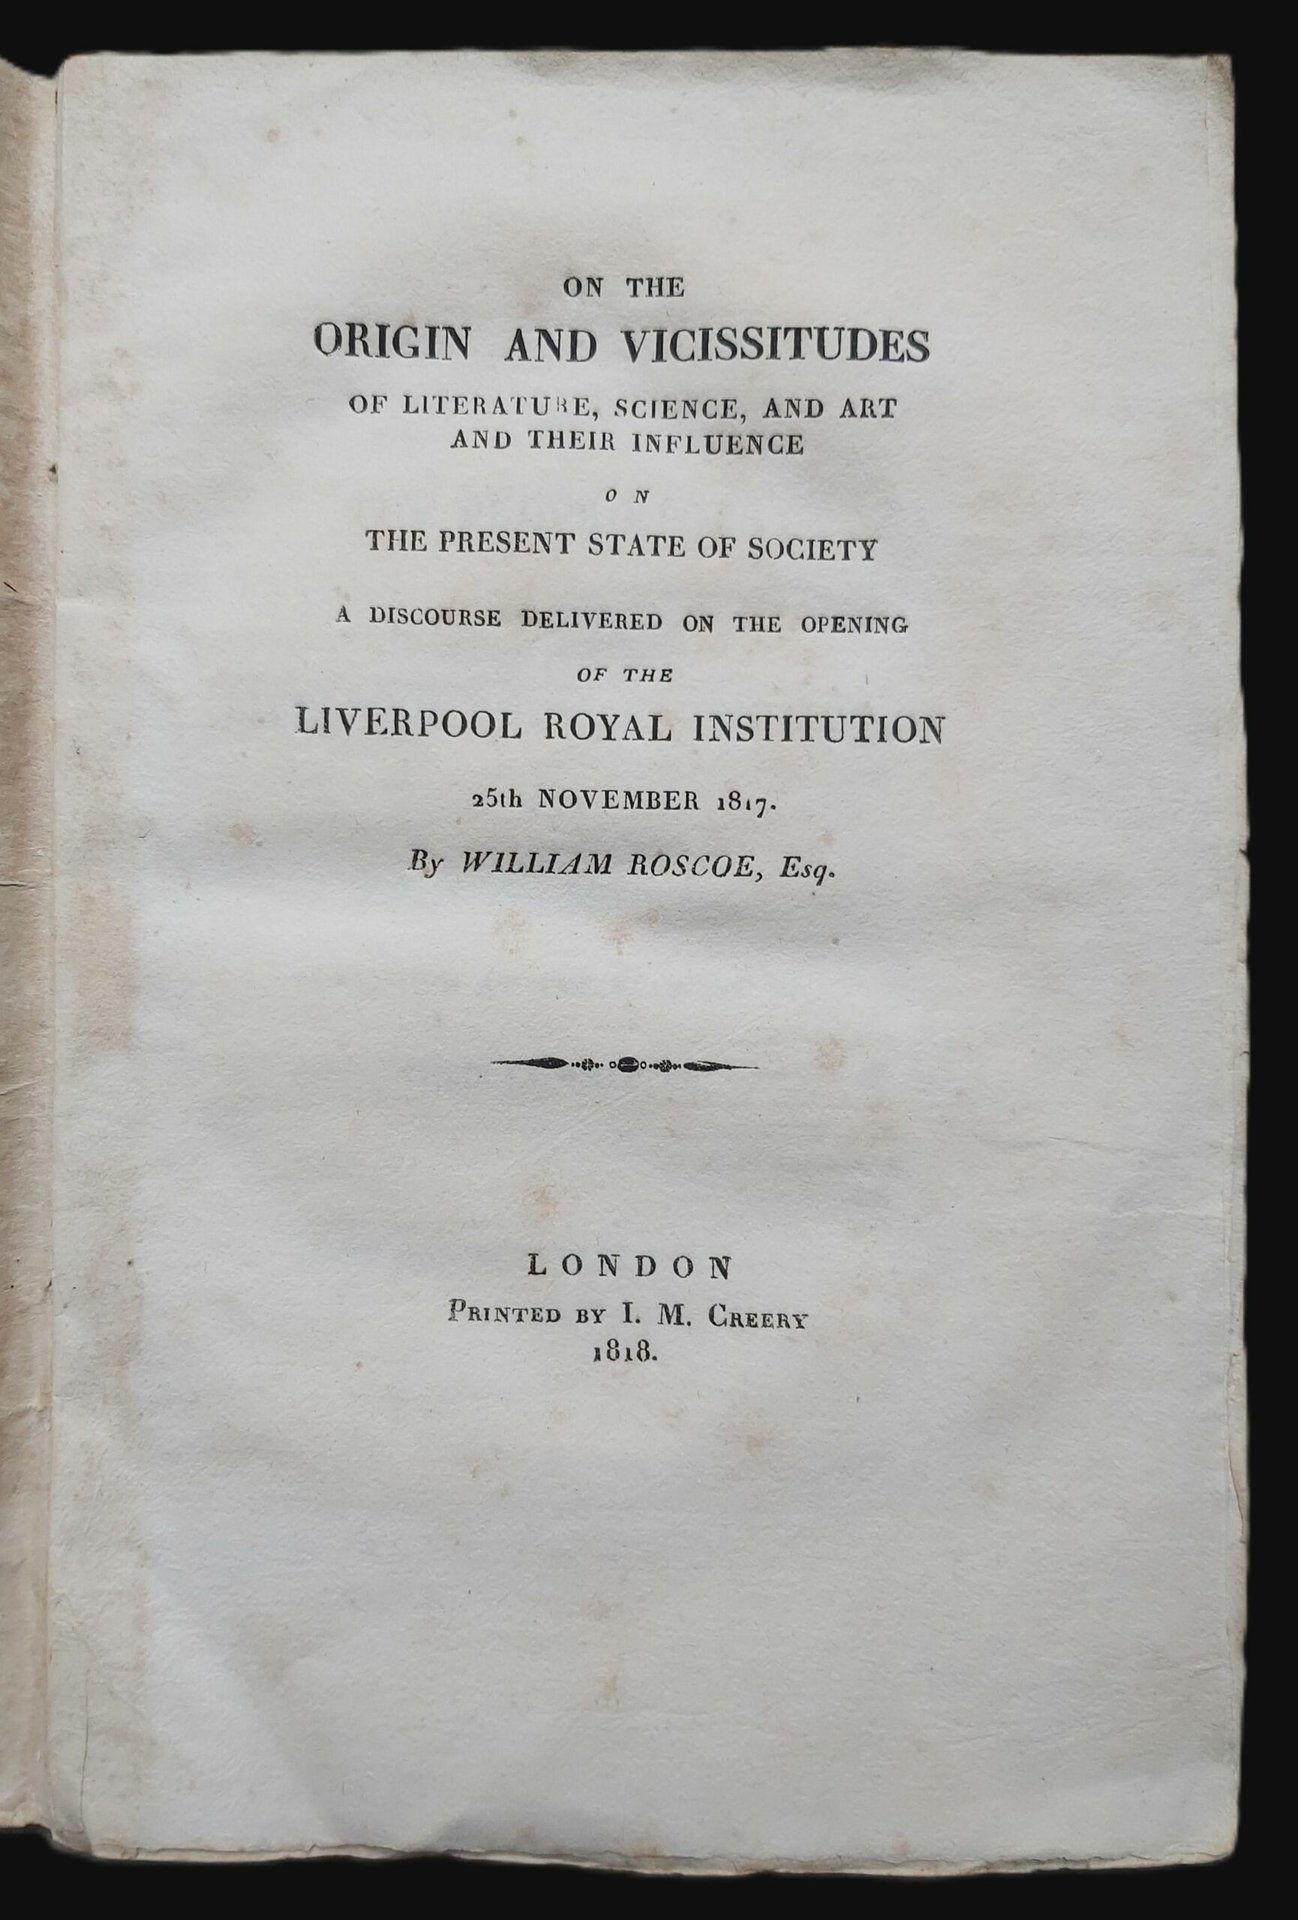 ON THE
ORIGIN AND VICISSITUDES
OF LITERATURE, SCIENCE, AND ART
AND THEIR INFLUENCE
ON
THE PRESENT STATE OF SOCIETY
A DISCOURSE DELIVERED ON THE OPENING
OF THE
LIVERPOOL ROYAL INSTITUTION
25th NOVEMBER 1817.
By WILLIAM ROSCOE, Esq.
LONDON
PRINTED BY I. M. CREERY
1818.